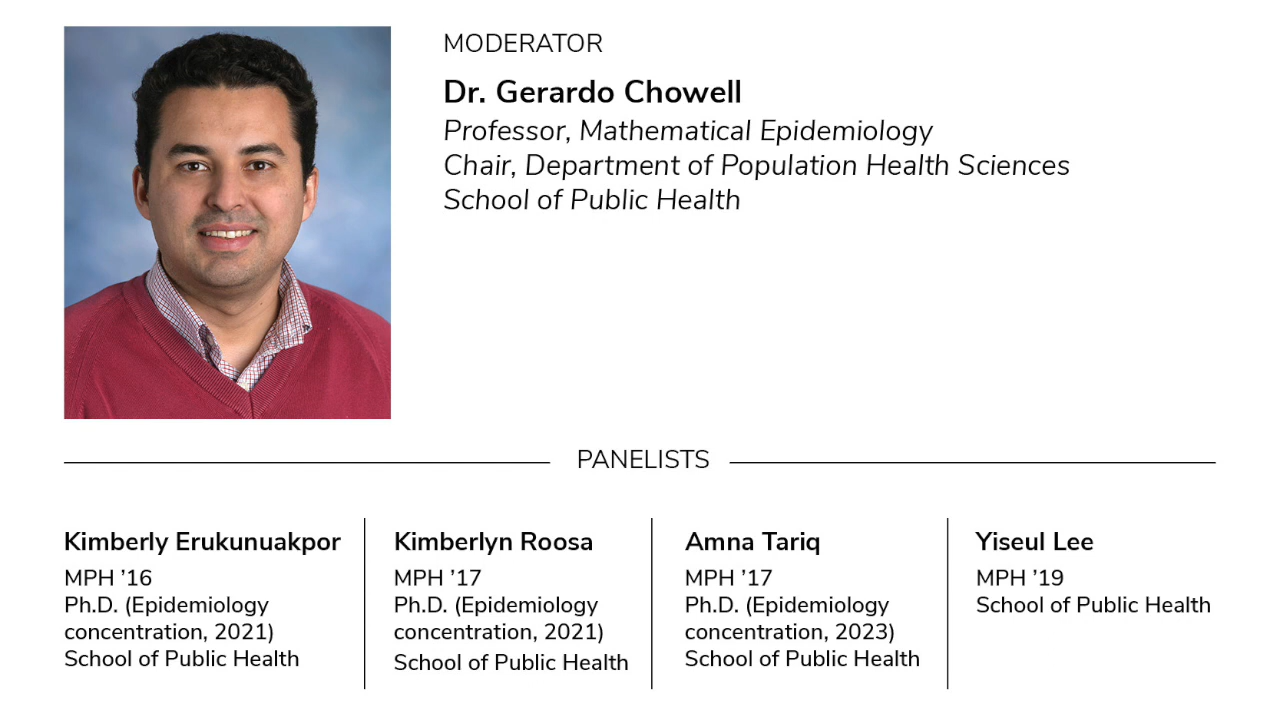 MODERATOR
Dr. Gerardo Chowell
Professor, Mathematical Epidemiology
Chair, Department of Population Health Sciences
School of Public Health
PANELISTS
Kimberly Erukunuakpor
MPH ’16
Ph.D. (Epidemiology
concentration, 2021)
School of Public Health
Kimberlyn Roosa
MPH ’17
Ph.D. (Epidemiology
concentration, 2021)
School of Public Health
Amna Tariq
MPH ’17
Ph.D. (Epidemiology
concentration, 2023)
School of Public Health
Yiseul Lee
MPH ’19
School of Public Health